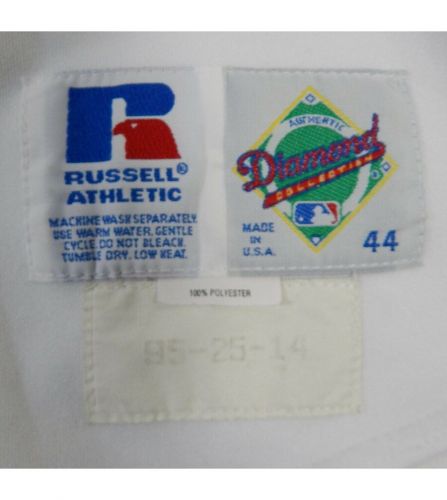 RUSSELL®
ATHLETIC
MACHINE WASH SEPARATELY.
USE WARM WATER. GENTLE
CYCLE. DO NOT BLEACH.
TUMBLE DRY. LOW HEAT.
AUTHENTIC
Diamond
COLLECTION
MADE
IN
U.S.A.
44
100% POLYESTER
95-25-14